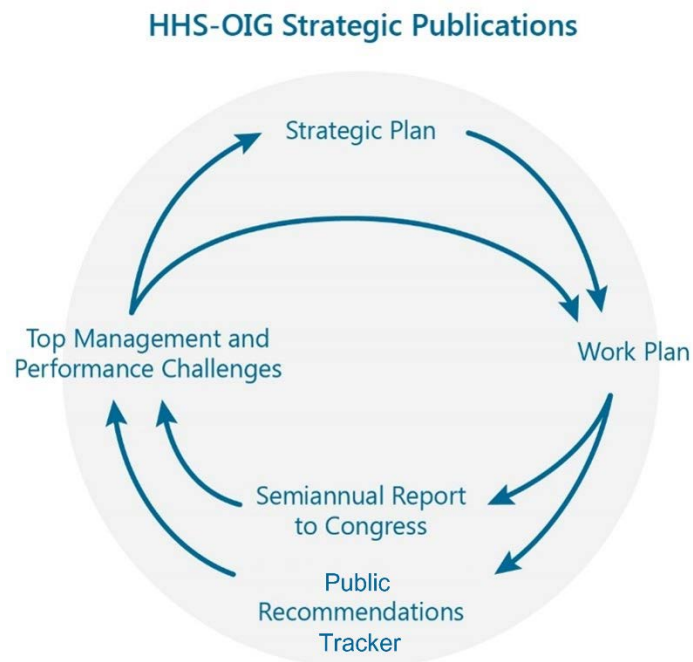 HHS-OIG Strategic Publications
Strategic Plan
Top Management and
Performance Challenges
Work Plan
Semiannual Report
to Congress
Public
Recommendations
Tracker